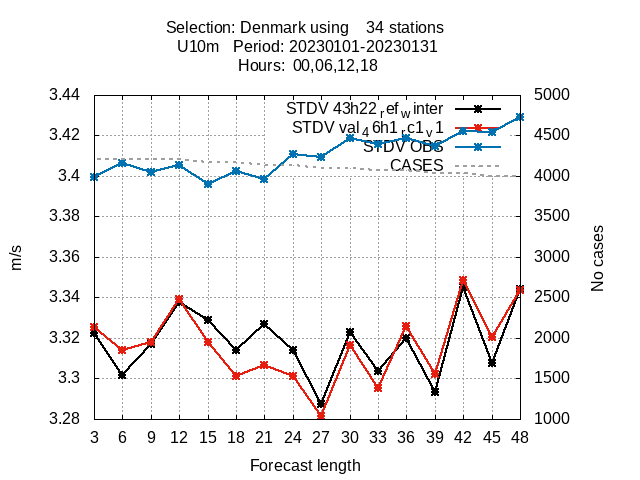 Selection: Denmark using    34 stations
U10m   Period: 20230101-20230131
Hours:  00,06,12,18
3.44
3.42
3.4
3.38
3.36
3.34
3.32
3.3
3.28
5000
4500
4000
3500
3000
2500
2000
1500
1000
STDV 43h22_ref_winter
STDV val_46h1_rc1_v1
STDV OBS
CASES
m/s
No cases
3 6 9 12 15 18 21 24 27 30 33 36 39 42 45 48
Forecast length